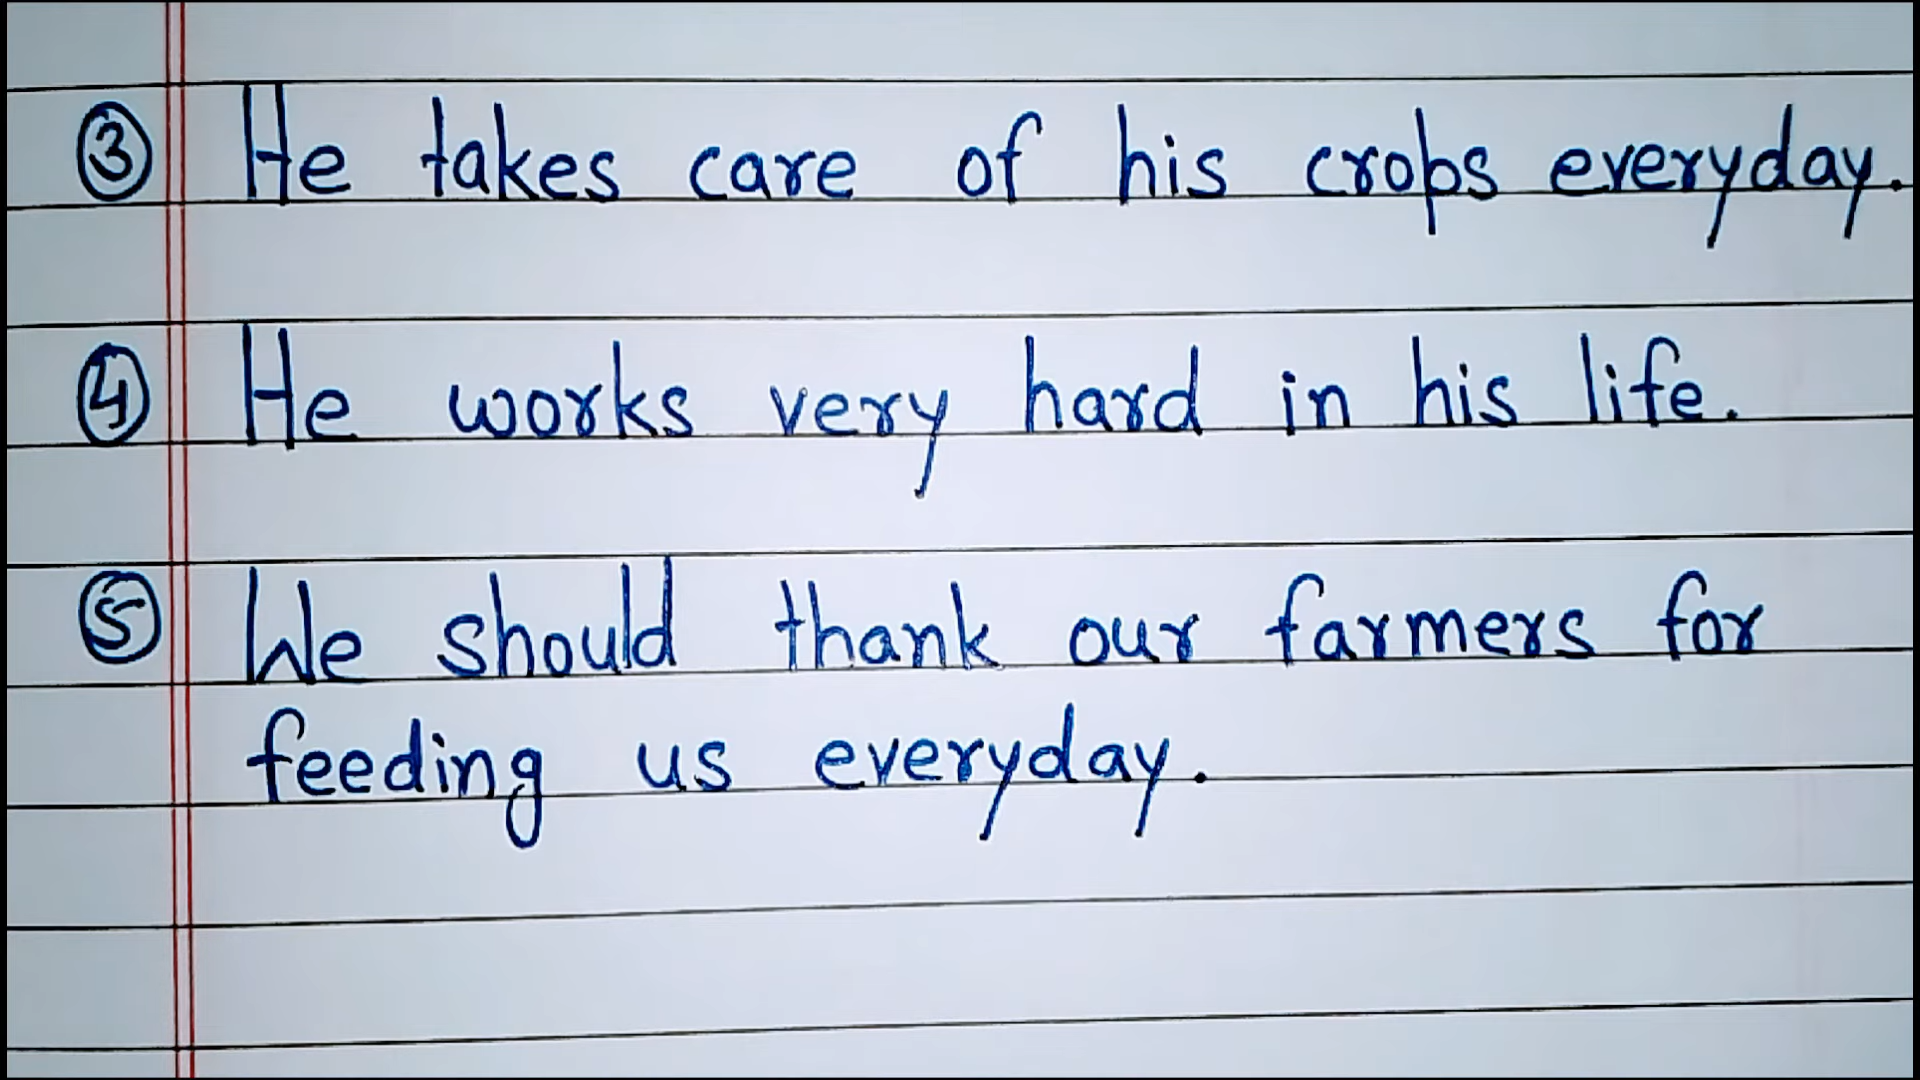 ③ He takes care of his crops everyday.
④ He works very hard in his life.
⑤ We should thank our farmers for
feeding us everyday.